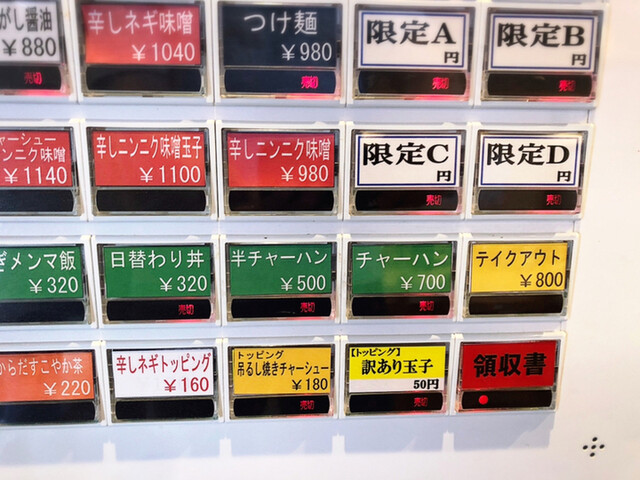 がし醤油
¥880
売切
辛しネギ味噌
¥1040
つけ麺
¥980
売切
限定A
円
売切
限定B
円
売切
ャーシュー
ンニク味噌
¥1140
辛しニンニク味噌玉子
¥1100
辛しニンニク味噌
¥980
限定C
円
売切
限定D
円
売切
ぎメンマ飯
¥320
日替わり丼
¥320
売切
半チャーハン
¥500
売切
チャーハン
¥700
売切
テイクアウト
¥800
からだすこやか茶
¥220
辛しネギトッピング
¥160
トッピング
吊るし焼きチャーシュー
¥180
売切
【トッピング】
訳あり玉子
50円
売切
領収書